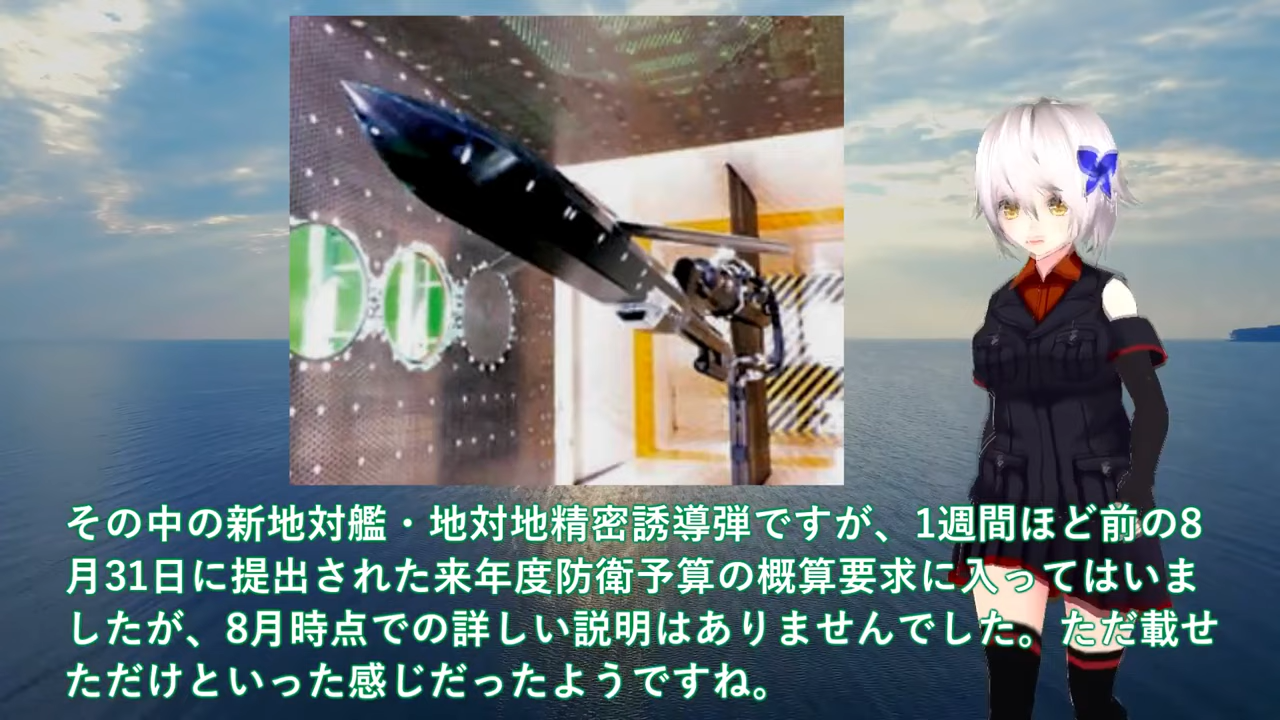 その中の新地対艦・地対地精密誘導弾ですが、1週間ほど前の8
月31日に提出された来年度防衛予算の概算要求に入ってはいま
したが、8月時点での詳しい説明はありませんでした。ただ載せ
ただけといった感じだったようですね。